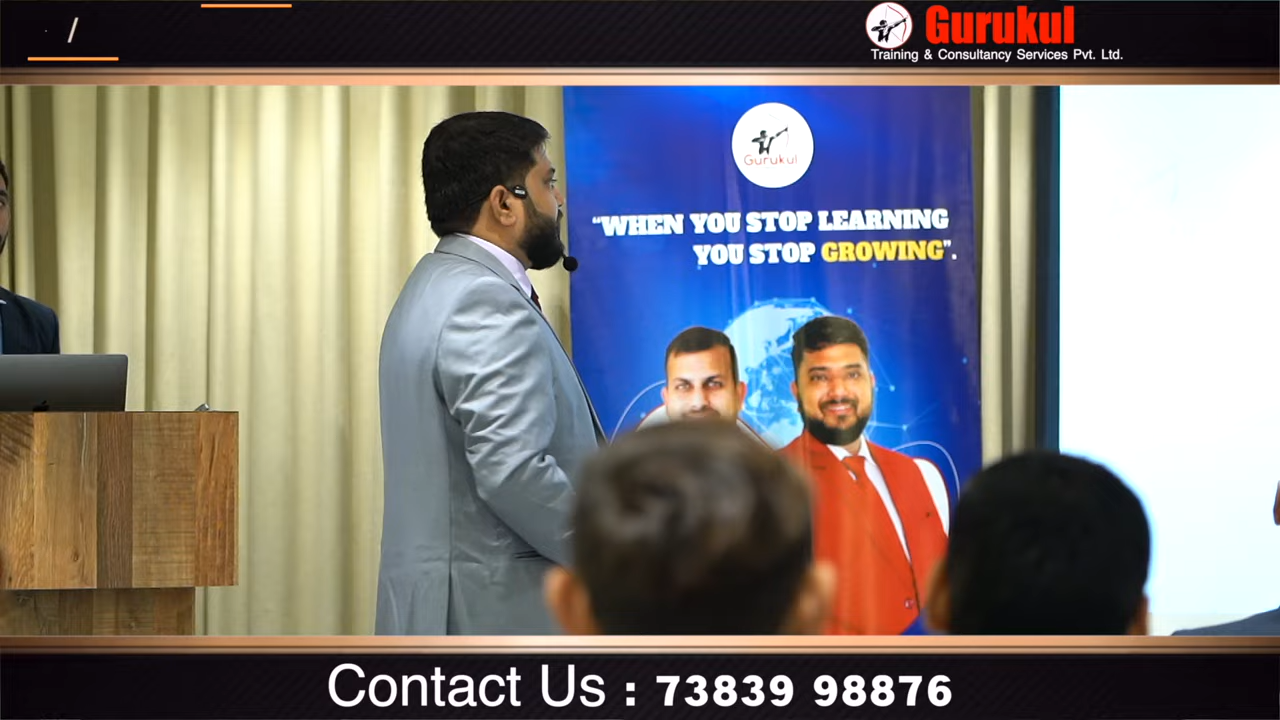 /
Gurukul
Training & Consultancy Services Pvt. Ltd.
Gurukul
“WHEN YOU STOP LEARNING
YOU STOP GROWING”.
Contact Us : 73839 98876